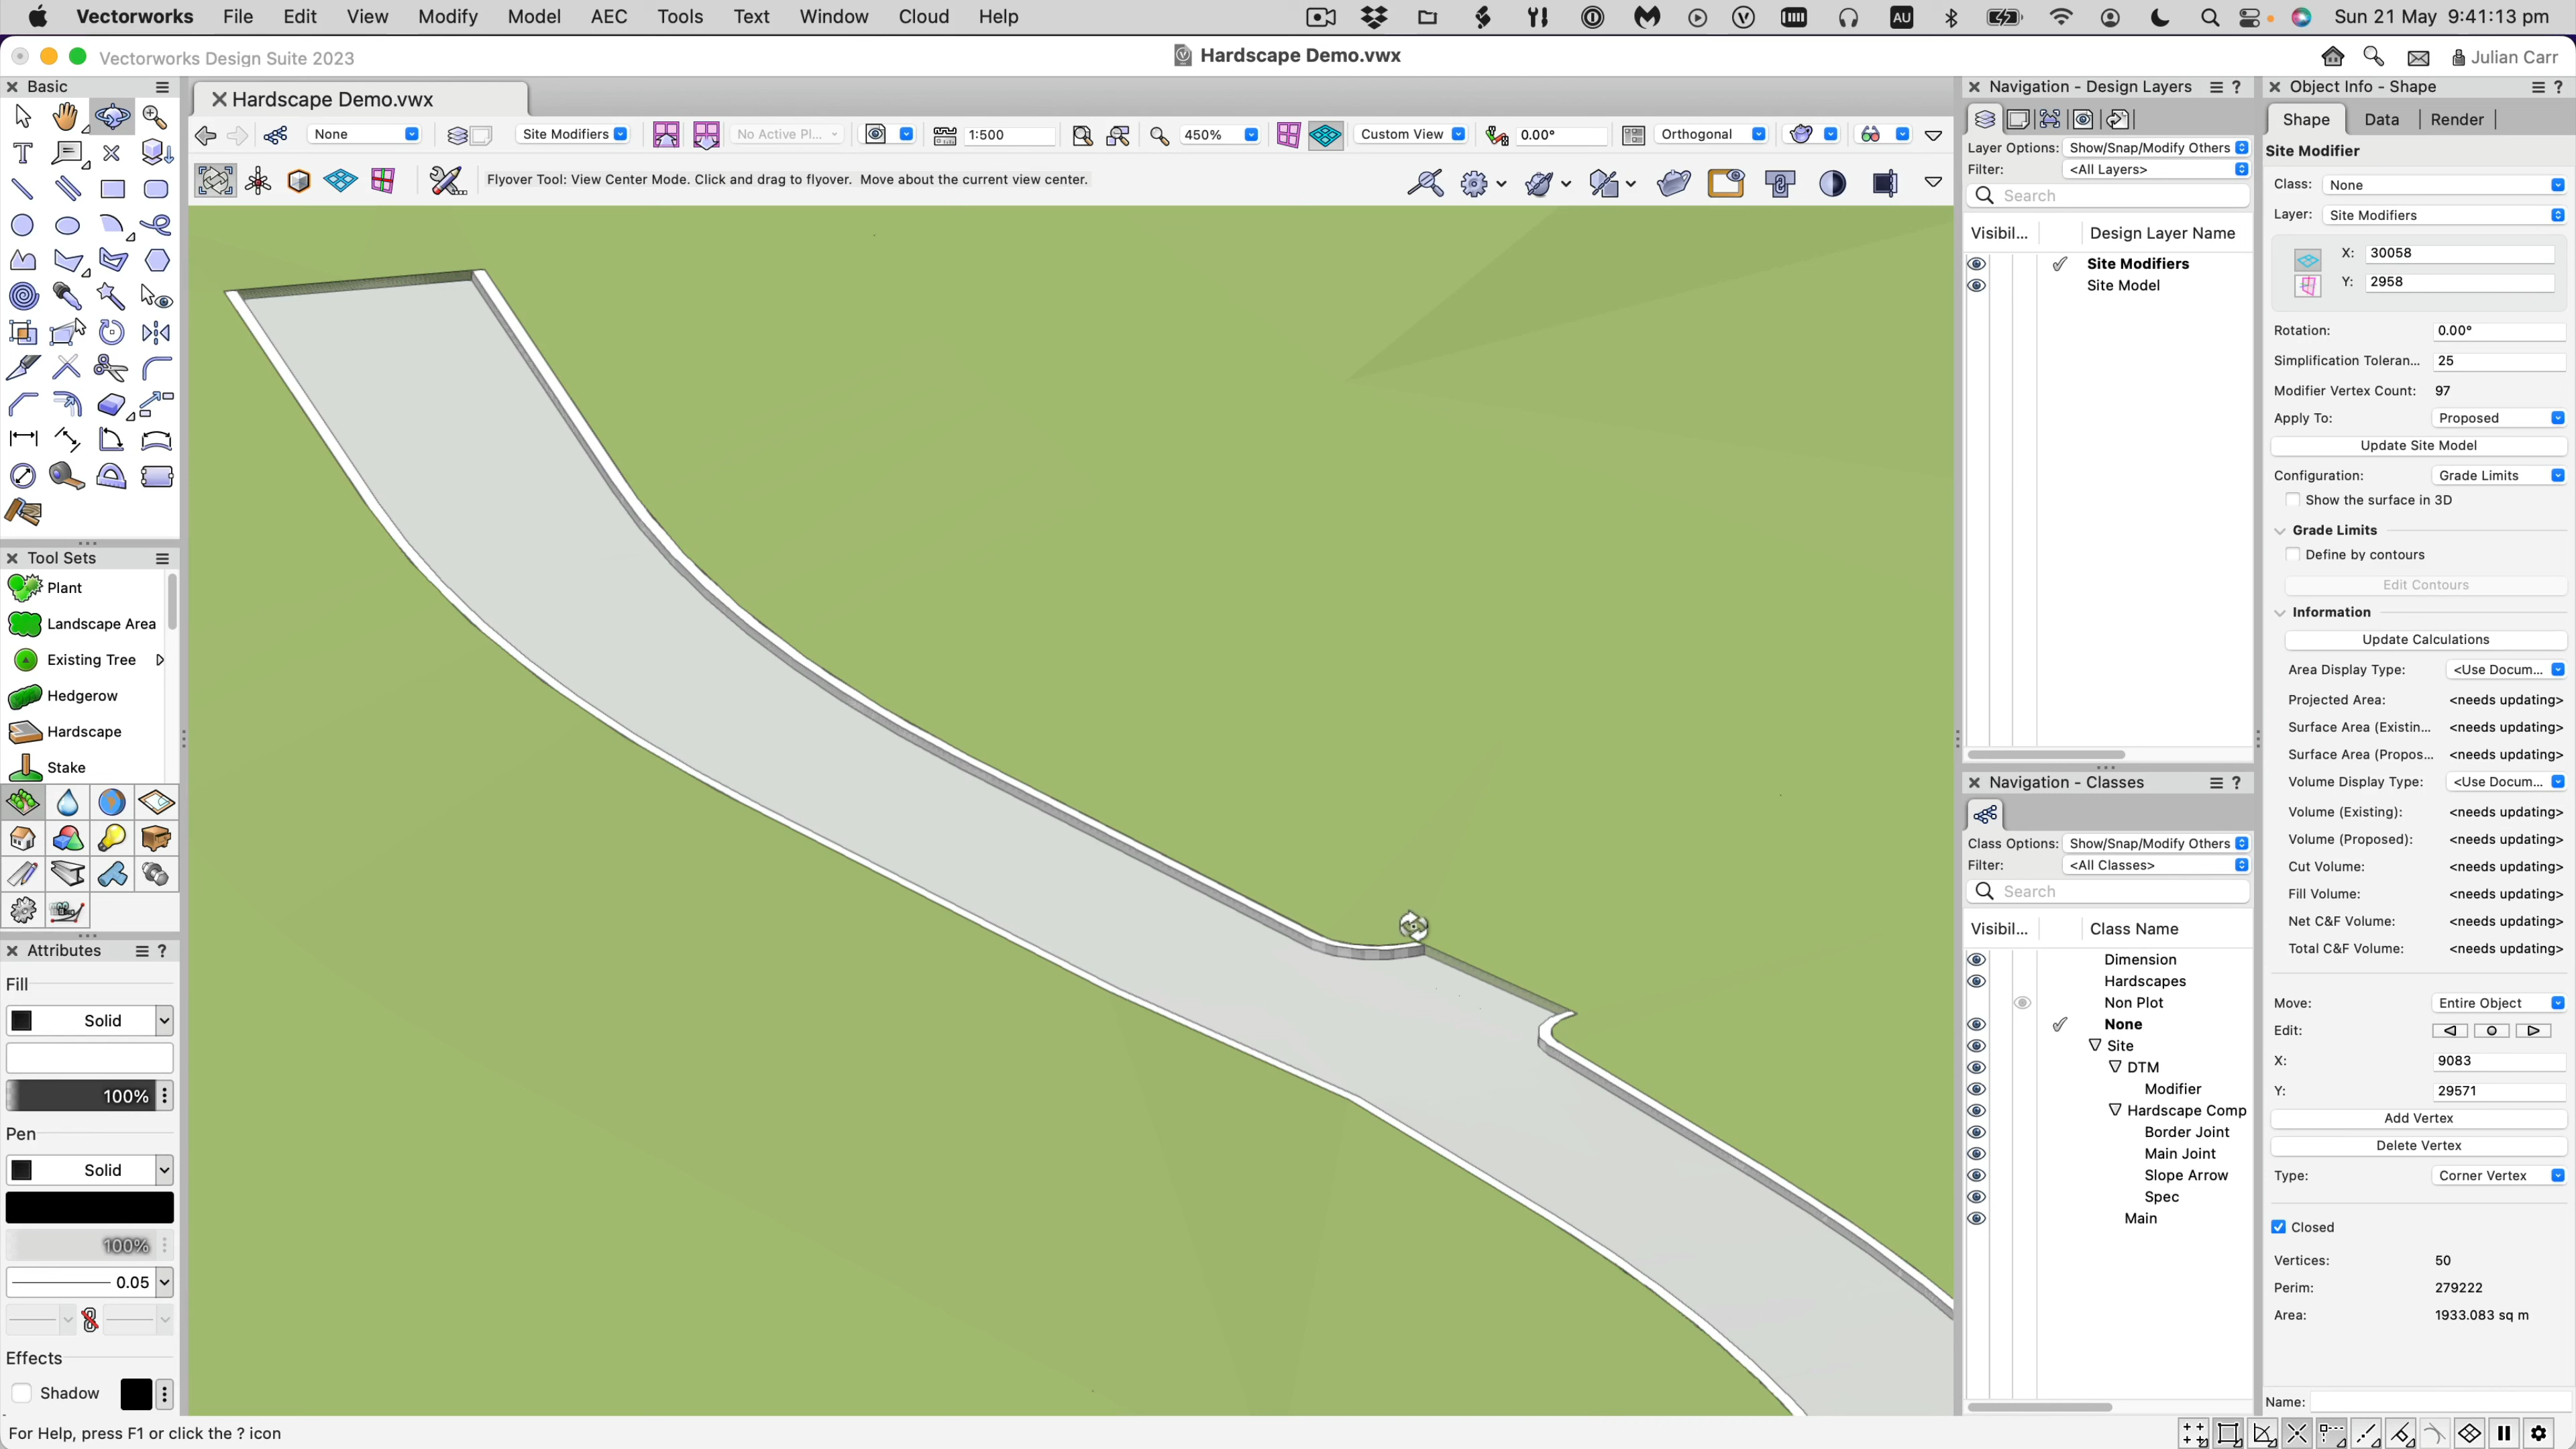 Vectorworks File Edit View Modify Model AEC Tools Text Window Cloud Help AU Sun 21 May 9:41:13 pm
Vectorworks Design Suite 2023 Hardscape Demo.vwx Julian Carr
Basic
Hardscape Demo.vwx
None Site Modifiers No Active Pl... 1:500 450% Custom View 0.00° Orthogonal
Flyover Tool: View Center Mode. Click and drag to flyover. Move about the current view center.
Tool Sets
Plant
Landscape Area
Existing Tree
Hedgerow
Hardscape
Stake
Attributes
Fill
Solid
100%
Pen
Solid
100%
0.05
Effects
Shadow
For Help, press F1 or click the ? icon
Navigation - Design Layers
Layer Options: Show/Snap/Modify Others
Filter: <All Layers>
Search
Visibil... Design Layer Name
Site Modifiers
Site Model
Navigation - Classes
Class Options: Show/Snap/Modify Others
Filter: <All Classes>
Search
Visibil... Class Name
Dimension
Hardscapes
Non Plot
None
Site
DTM
Modifier
Hardscape Comp
Border Joint
Main Joint
Slope Arrow
Spec
Main
Object Info - Shape
Shape Data Render
Site Modifier
Class: None
Layer: Site Modifiers
X: 30058
Y: 2958
Rotation: 0.00°
Simplification Toleran... 25
Modifier Vertex Count: 97
Apply To: Proposed
Update Site Model
Configuration: Grade Limits
Show the surface in 3D
Grade Limits
Define by contours
Edit Contours
Information
Update Calculations
Area Display Type: <Use Docum...
Projected Area: <needs updating>
Surface Area (Existin... <needs updating>
Surface Area (Propos... <needs updating>
Volume Display Type: <Use Docum...
Volume (Existing): <needs updating>
Volume (Proposed): <needs updating>
Cut Volume: <needs updating>
Fill Volume: <needs updating>
Net C&F Volume: <needs updating>
Total C&F Volume: <needs updating>
Move: Entire Object
Edit:
X: 9083
Y: 29571
Add Vertex
Delete Vertex
Type: Corner Vertex
Closed
Vertices: 50
Perim: 279222
Area: 1933.083 sq m
Name: